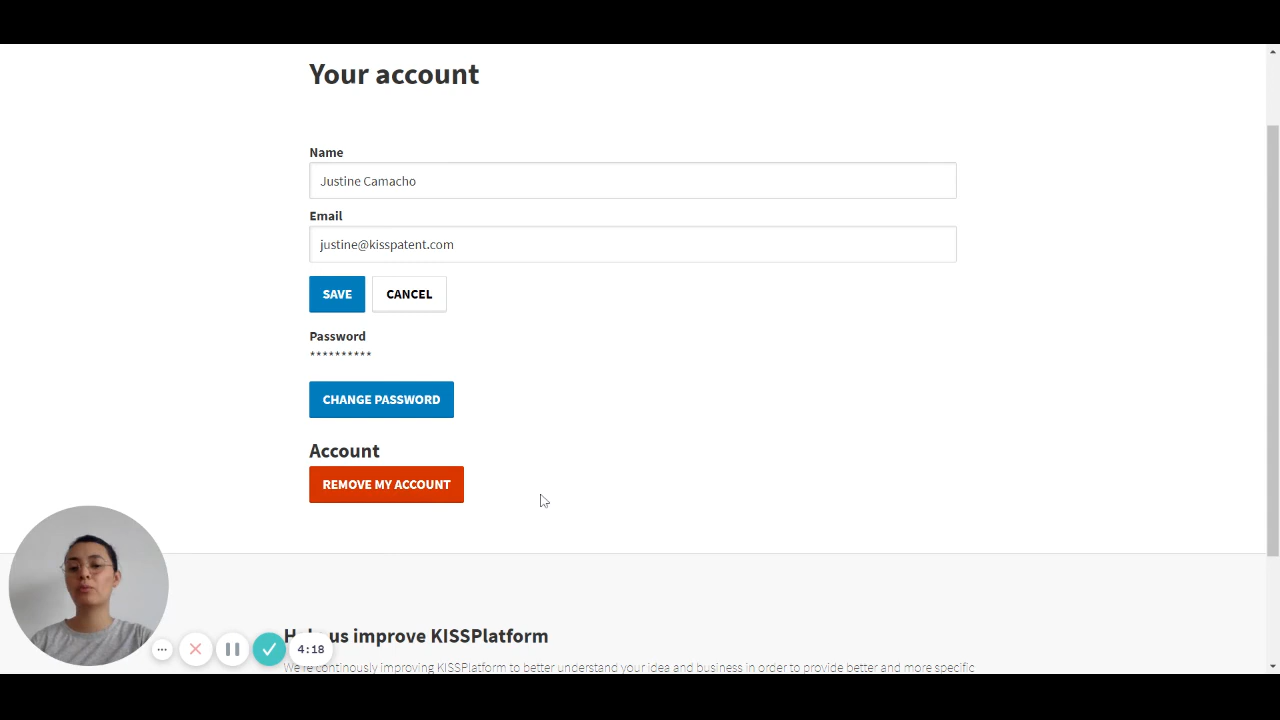 Your account
Name
Justine Camacho
Email
justine@kisspatent.com
SAVE
CANCEL
Password
**********
CHANGE PASSWORD
Account
REMOVE MY ACCOUNT
us improve KISSPlatform
4:18
We're continously improving KISSPlatform to better understand your idea and business in order to provide better and more specific